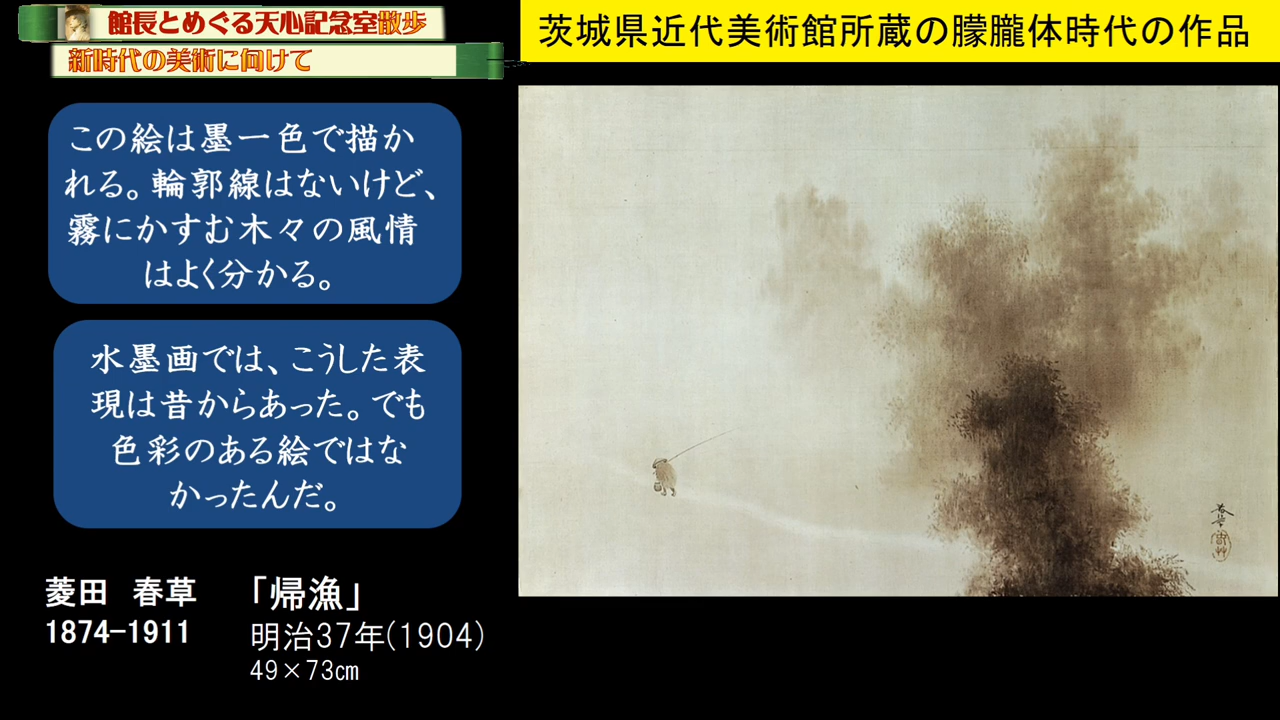 館長とめぐる天心記念室散歩
新時代の美術に向けて
茨城県近代美術館所蔵の朦朧体時代の作品
この絵は墨一色で描か
れる。輪郭線はないけど、
霧にかすむ木々の風情
はよく分かる。
水墨画では、こうした表
現は昔からあった。でも
色彩のある絵ではな
かったんだ。
菱田 春草
1874−1911
「帰漁」
明治37年(1904)
49×73㎝
春草